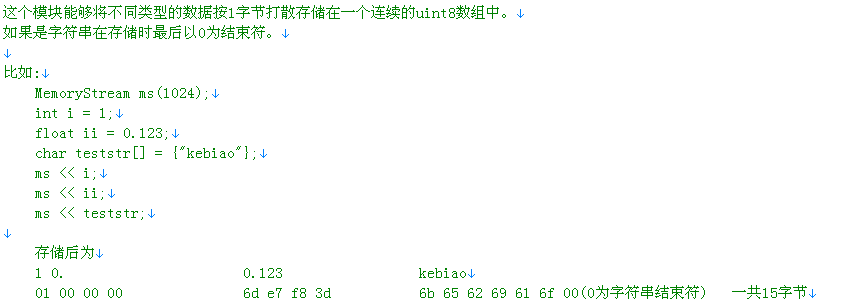 这个模块能够将不同类型的数据按1字节打散存储在一个连续的uint8数组中。↓
如果是字符串在存储时最后以0为结束符。↓
↓
比如:↓
MemoryStream ms(1024);↓
int i = 1;↓
float ii = 0.123;↓
char teststr[] = {"kebiao"};↓
ms << i;↓
ms << ii;↓
ms << teststr;↓
↓
存储后为↓
1 0. 0.123 kebiao↓
01 00 00 00 6d e7 f8 3d 6b 65 62 69 61 6f 00(0为字符串结束符) 一共15字节↓